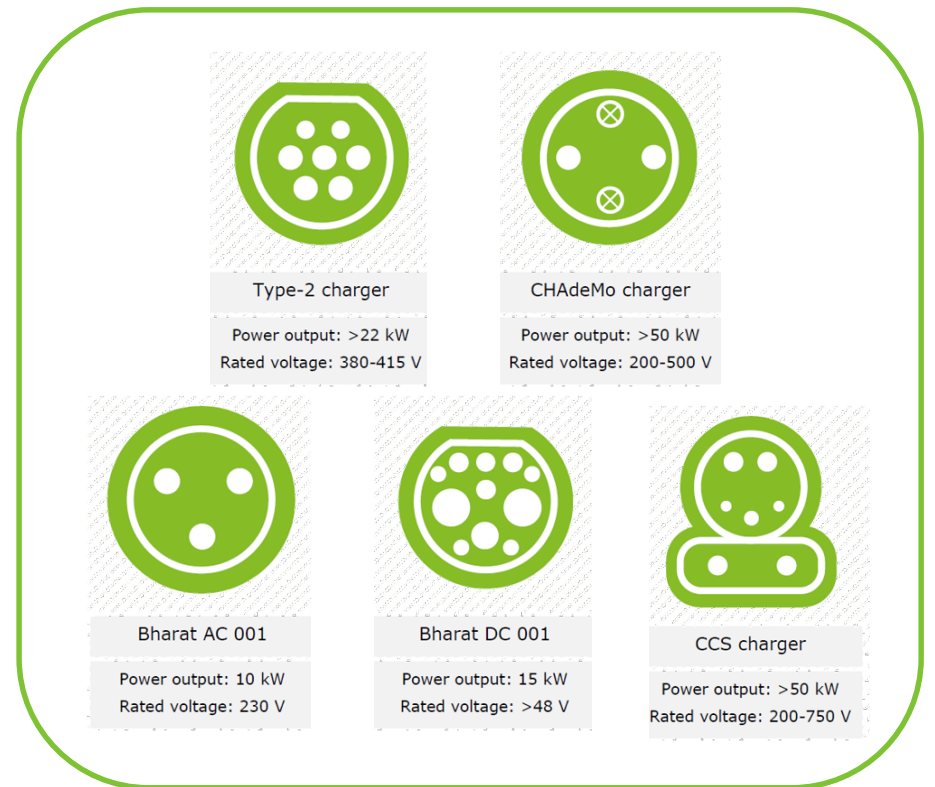 Type-2 charger
Power output: >22 kW
Rated voltage: 380-415 V
CHAdeMo charger
Power output: >50 kW
Rated voltage: 200-500 V
Bharat AC 001
Power output: 10 kW
Rated voltage: 230 V
Bharat DC 001
Power output: 15 kW
Rated voltage: >48 V
CCS charger
Power output: >50 kW
Rated voltage: 200-750 V